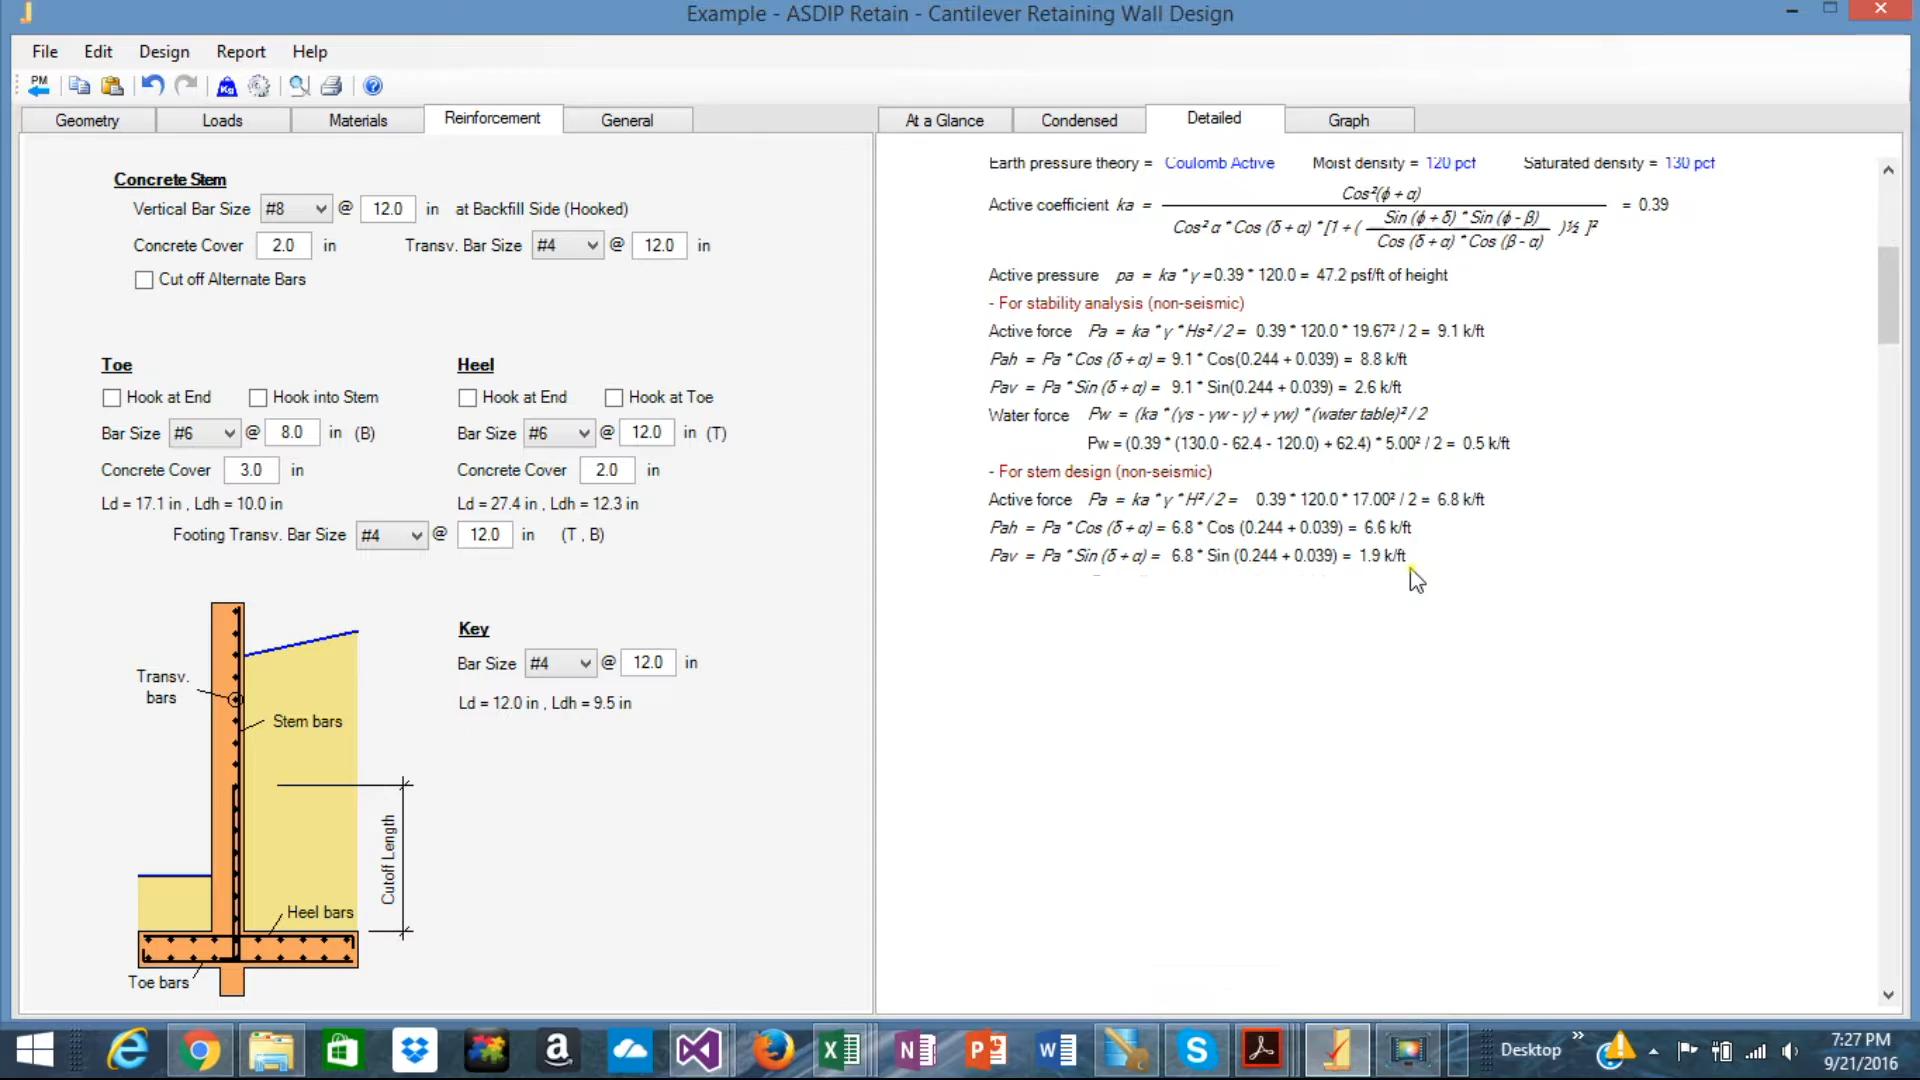 Example - ASDIP Retain - Cantilever Retaining Wall Design
File Edit Design Report Help
PM
Kg
Geometry Loads Materials Reinforcement General
At a Glance Condensed Detailed Graph
Concrete Stem
Vertical Bar Size #8 @ 12.0 in at Backfill Side (Hooked)
Concrete Cover 2.0 in Transv. Bar Size #4 @ 12.0 in
Cut off Alternate Bars
Toe
Hook at End Hook into Stem
Bar Size #6 @ 8.0 in (B)
Concrete Cover 3.0 in
Ld = 17.1 in , Ldh = 10.0 in
Heel
Hook at End Hook at Toe
Bar Size #6 @ 12.0 in (T)
Concrete Cover 2.0 in
Ld = 27.4 in , Ldh = 12.3 in
Footing Transv. Bar Size #4 @ 12.0 in (T , B)
Key
Bar Size #4 @ 12.0 in
Ld = 12.0 in , Ldh = 9.5 in
Transv.
bars
Stem bars
Cutoff Length
Heel bars
Toe bars
Earth pressure theory = Coulomb Active Moist density = 120 pcf Saturated density = 130 pcf
Cos²(ϕ + α)
Active coefficient ka = = 0.39
Sin (ϕ + δ) * Sin (ϕ - β)
Cos² α * Cos (δ + α) *[1 + ( )½ ]²
Cos (δ + α) * Cos (β - α)
Active pressure pa = ka * γ =0.39 * 120.0 = 47.2 psf/ft of height
- For stability analysis (non-seismic)
Active force Pa = ka * γ * Hs² / 2 = 0.39 * 120.0 * 19.67² / 2 = 9.1 k/ft
Pah = Pa * Cos (δ + α) = 9.1 * Cos(0.244 + 0.039) = 8.8 k/ft
Pav = Pa * Sin (δ + α) = 9.1 * Sin(0.244 + 0.039) = 2.6 k/ft
Water force Pw = (ka * (γs - γw - γ) + γw) * (water table)² / 2
Pw = (0.39 * (130.0 - 62.4 - 120.0) + 62.4) * 5.00² / 2 = 0.5 k/ft
- For stem design (non-seismic)
Active force Pa = ka * γ * H² / 2 = 0.39 * 120.0 * 17.00² / 2 = 6.8 k/ft
Pah = Pa * Cos (δ + α) = 6.8 * Cos (0.244 + 0.039) = 6.6 k/ft
Pav = Pa * Sin (δ + α) = 6.8 * Sin (0.244 + 0.039) = 1.9 k/ft
Desktop
7:27 PM
9/21/2016